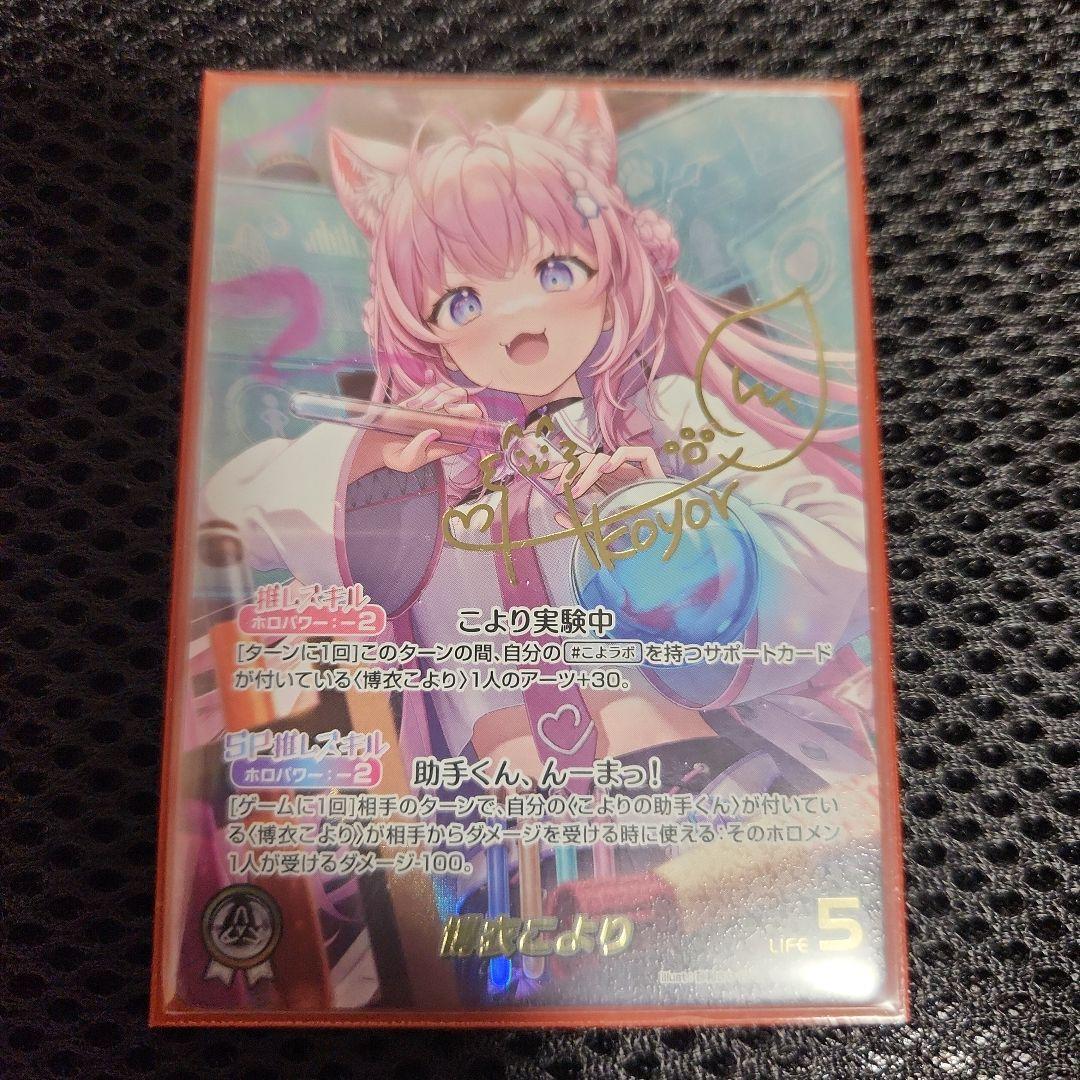 Koyori
推しスキル
ホロパワー：-2
こより実験中
[ターンに1回]このターンの間、自分の #こよラボ を持つサポートカード
が付いている〈博衣こより〉1人のアーツ+30。
SP推しスキル
ホロパワー：-2
助手くん、んーまっ！
[ゲームに1回]相手のターンで、自分の〈こよりの助手くん〉が付いてい
る〈博衣こより〉が相手からダメージを受ける時に使える：そのホロメン
1人が受けるダメージ-100。
博衣こより
LIFE 5